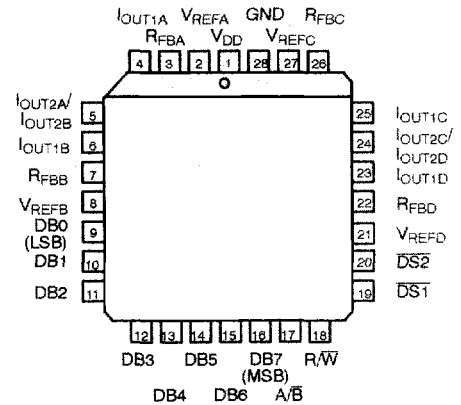 IOUT1A VREFA GND RFBC
RFBA VDD VREFC
4 3 2 1 28 27 26
IOUT2A/
IOUT2B
5
IOUT1B 6
RFBB 7
VREFB 8
DB0
(LSB)
9
DB1 10
DB2 11
25 IOUT1C
24 IOUT2C/
IOUT2D
23 IOUT1D
22 RFBD
21 VREFD
20 D̅S̅2̅
19 D̅S̅1̅
12 13 14 15 16 17 18
DB3 DB5 DB7 R/W̅
(MSB)
DB4 DB6 A/B̅